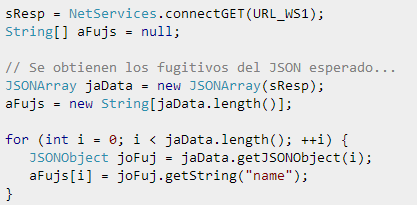 sResp = NetServices.connectGET(URL_WS1);
String[] aFujs = null;
// Se obtienen los fugitivos del JSON esperado...
JSONArray jaData = new JSONArray(sResp);
aFujs = new String[jaData.length()];
for (int i = 0; i < jaData.length(); ++i) {
JSONObject joFuj = jaData.getJSONObject(i);
aFujs[i] = joFuj.getString("name");
}